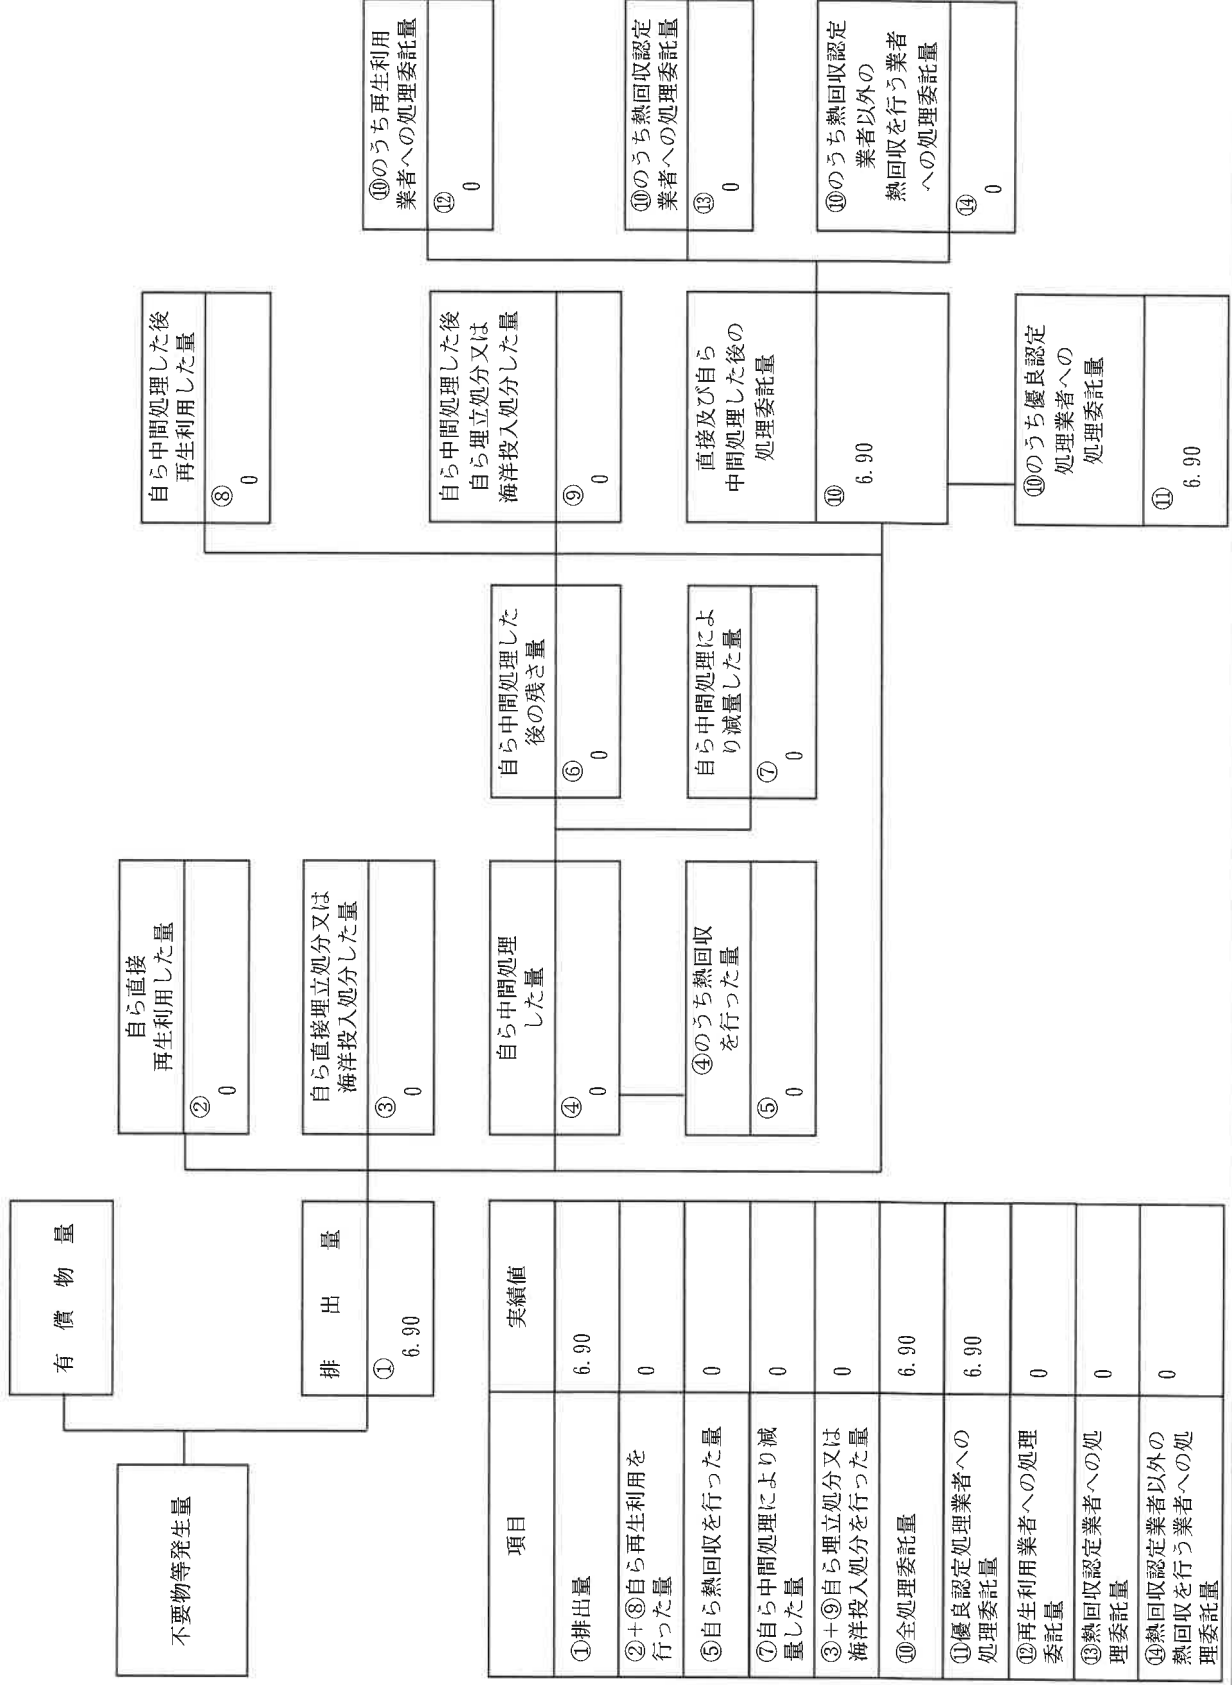 不要物等発生量
有償物量
排出量
①
6.90
自ら直接
再生利用した量
②
0
自ら直接埋立処分又は
海洋投入処分した量
③
0
自ら中間処理
した量
④
0
④のうち熱回収
を行った量
⑤
0
自ら中間処理した
後の残さ量
⑥
0
自ら中間処理によ
り減量した量
⑦
0
自ら中間処理した後
再生利用した量
⑧
0
自ら中間処理した後
自ら埋立処分又は
海洋投入処分した量
⑨
0
直接及び自ら
中間処理した後の
処理委託量
⑩
6.90
⑩のうち優良認定
処理業者への
処理委託量
⑪
6.90
⑩のうち再生利用
業者への処理委託量
⑫
0
⑩のうち熱回収認定
業者への処理委託量
⑬
0
⑩のうち熱回収認定
業者以外の
熱回収を行う業者
への処理委託量
⑭
0
項目 実績値
①排出量 6.90
②+⑧自ら再生利用を
行った量 0
⑤自ら熱回収を行った量 0
⑦自ら中間処理により減
量した量 0
③+⑨自ら埋立処分又は
海洋投入処分を行った量 0
⑩全処理委託量 6.90
⑪優良認定処理業者への
処理委託量 6.90
⑫再生利用業者への処理
委託量 0
⑬熱回収認定業者への処
理委託量 0
⑭熱回収認定業者以外の
熱回収を行う業者への処
理委託量 0